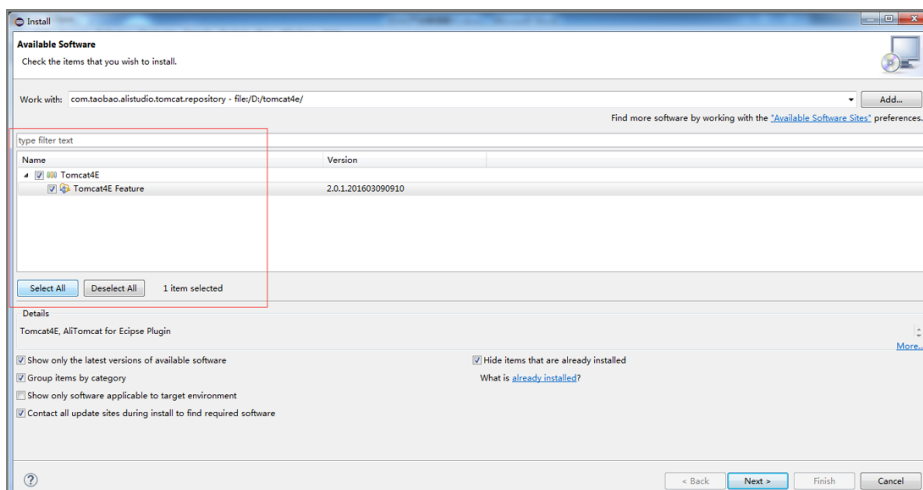 Install
Available Software
Check the items that you wish to install.
Work with: com.taobao.alistudio.tomcat.repository - file:/D:/tomcat4e/ Add...
Find more software by working with the "Available Software Sites" preferences.
type filter text
Name Version
Tomcat4E
Tomcat4E Feature 2.0.1.201603090910
Select All Deselect All 1 item selected
Details
Tomcat4E, AliTomcat for Ecipse Plugin
More...
Show only the latest versions of available software Hide items that are already installed
Group items by category What is already installed?
Show only software applicable to target environment
Contact all update sites during install to find required software
? < Back Next > Finish Cancel